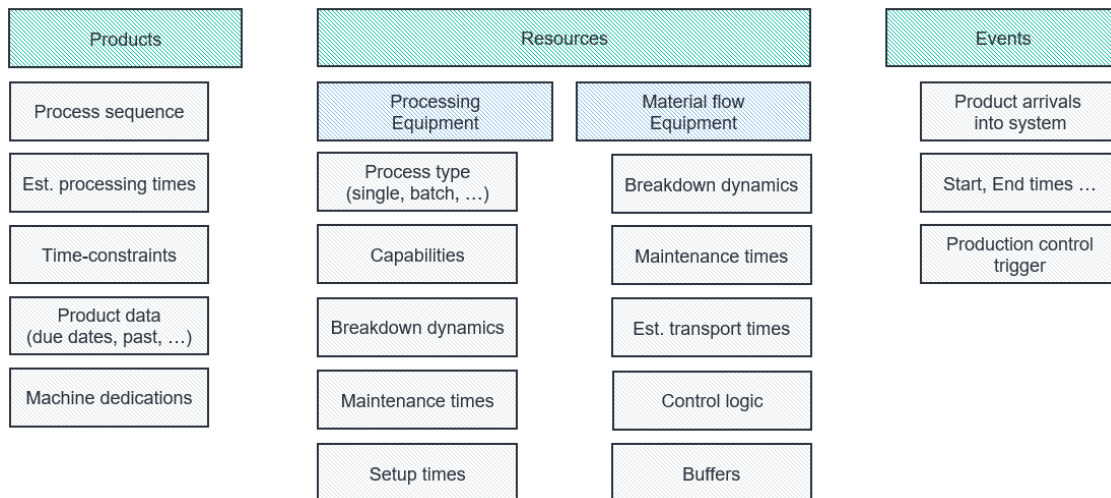 Products
Process sequence
Est. processing times
Time-constraints
Product data
(due dates, past, …)
Machine dedications
Resources
Processing
Equipment
Process type
(single, batch, …)
Capabilities
Breakdown dynamics
Maintenance times
Setup times
Material flow
Equipment
Breakdown dynamics
Maintenance times
Est. transport times
Control logic
Buffers
Events
Product arrivals
into system
Start, End times …
Production control
trigger